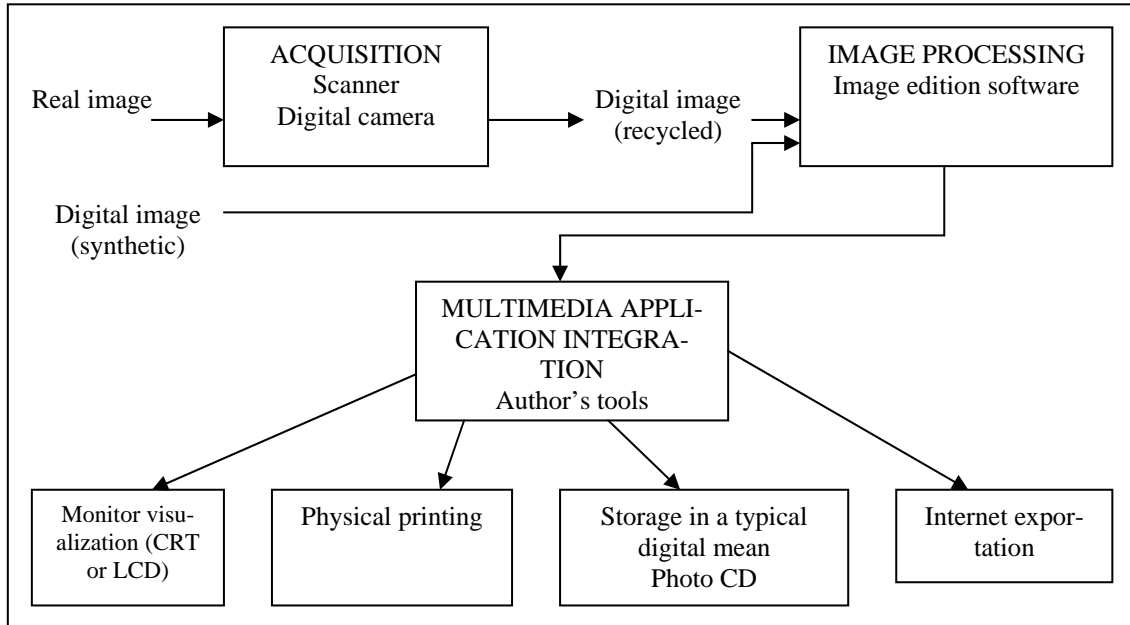 Real image
ACQUISITION
Scanner
Digital camera
Digital image
(recycled)
IMAGE PROCESSING
Image edition software
Digital image
(synthetic)
MULTIMEDIA APPLI-
CATION INTEGRA-
TION
Author's tools
Monitor visu-
alization (CRT
or LCD)
Physical printing
Storage in a typical
digital mean
Photo CD
Internet expor-
tation